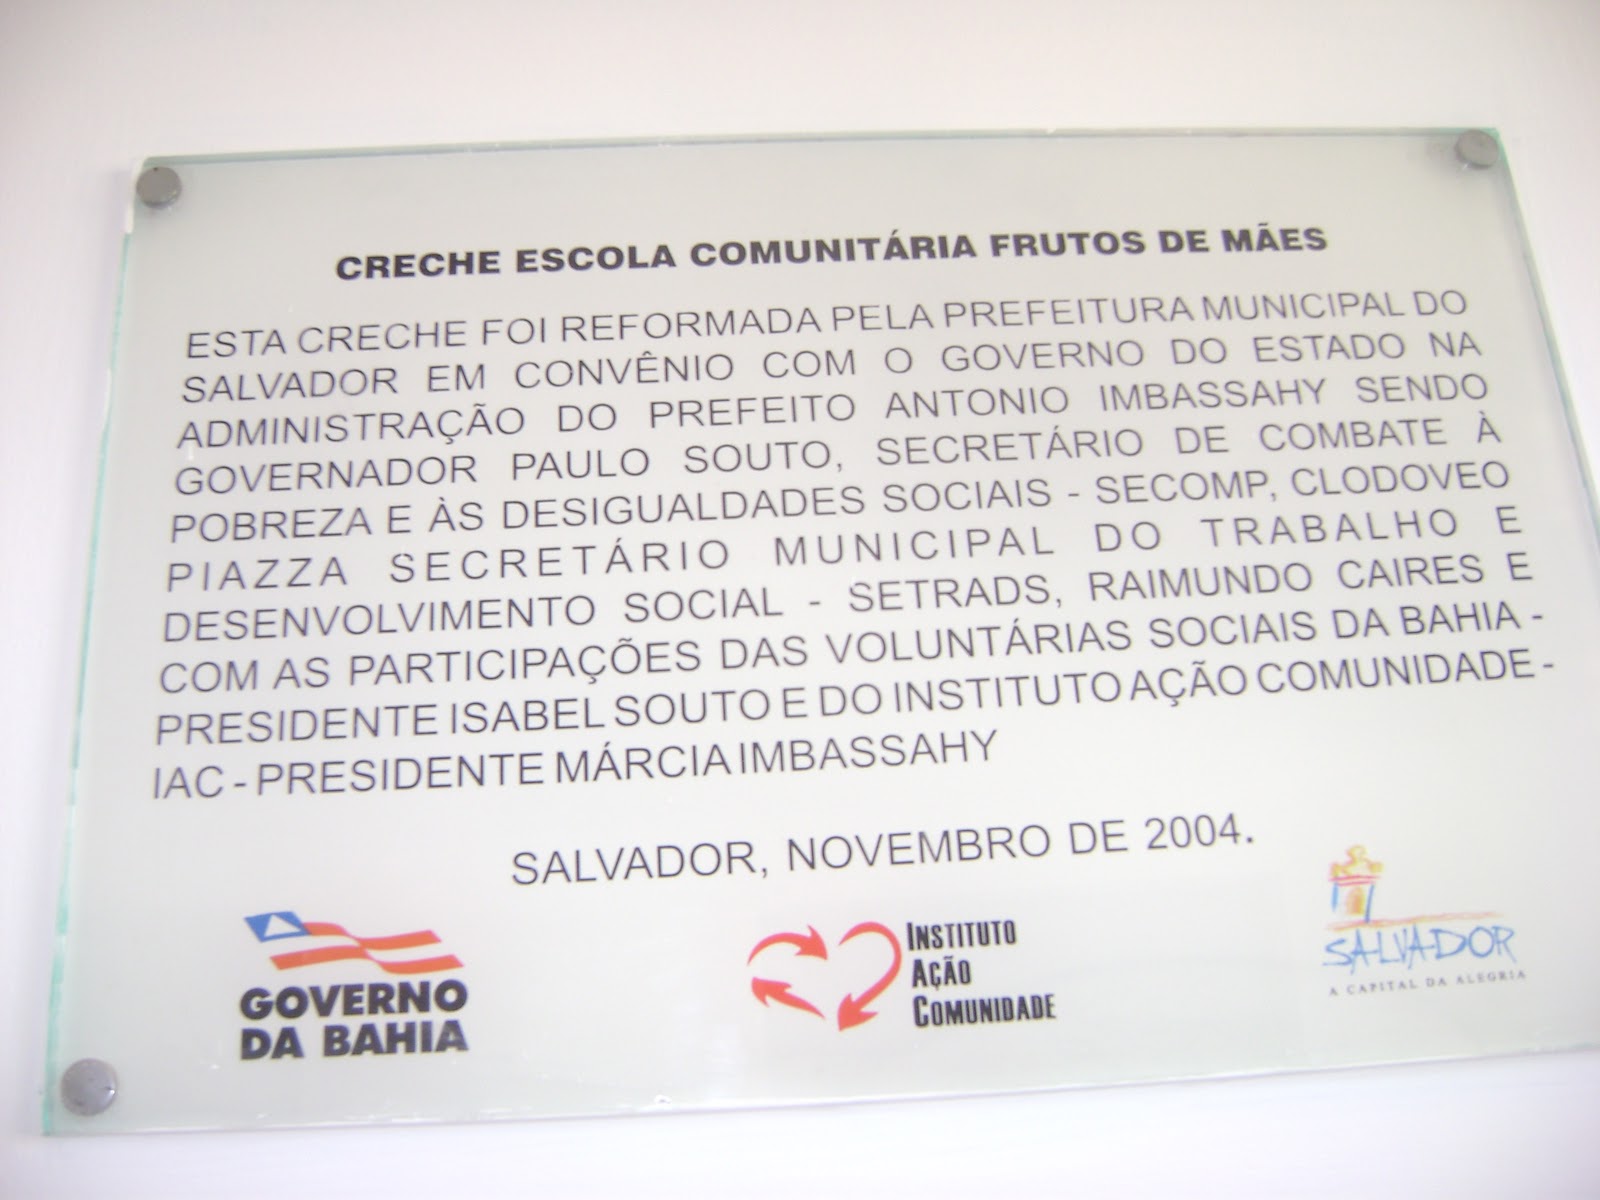 CRECHE ESCOLA COMUNITÁRIA FRUTOS DE MÃES
ESTA CRECHE FOI REFORMADA PELA PREFEITURA MUNICIPAL DO
SALVADOR EM CONVÊNIO COM O GOVERNO DO ESTADO NA
ADMINISTRAÇÃO DO PREFEITO ANTONIO IMBASSAHY SENDO
GOVERNADOR PAULO SOUTO, SECRETÁRIO DE COMBATE À
POBREZA E ÀS DESIGUALDADES SOCIAIS - SECOMP, CLODOVEO
PIAZZA SECRETÁRIO MUNICIPAL DO TRABALHO E
DESENVOLVIMENTO SOCIAL - SETRADS, RAIMUNDO CAIRES E
COM AS PARTICIPAÇÕES DAS VOLUNTÁRIAS SOCIAIS DA BAHIA -
PRESIDENTE ISABEL SOUTO E DO INSTITUTO AÇÃO COMUNIDADE -
IAC - PRESIDENTE MÁRCIA IMBASSAHY
SALVADOR, NOVEMBRO DE 2004.
GOVERNO
DA BAHIA
INSTITUTO
AÇÃO
COMUNIDADE
SALVADOR
A CAPITAL DA ALEGRIA